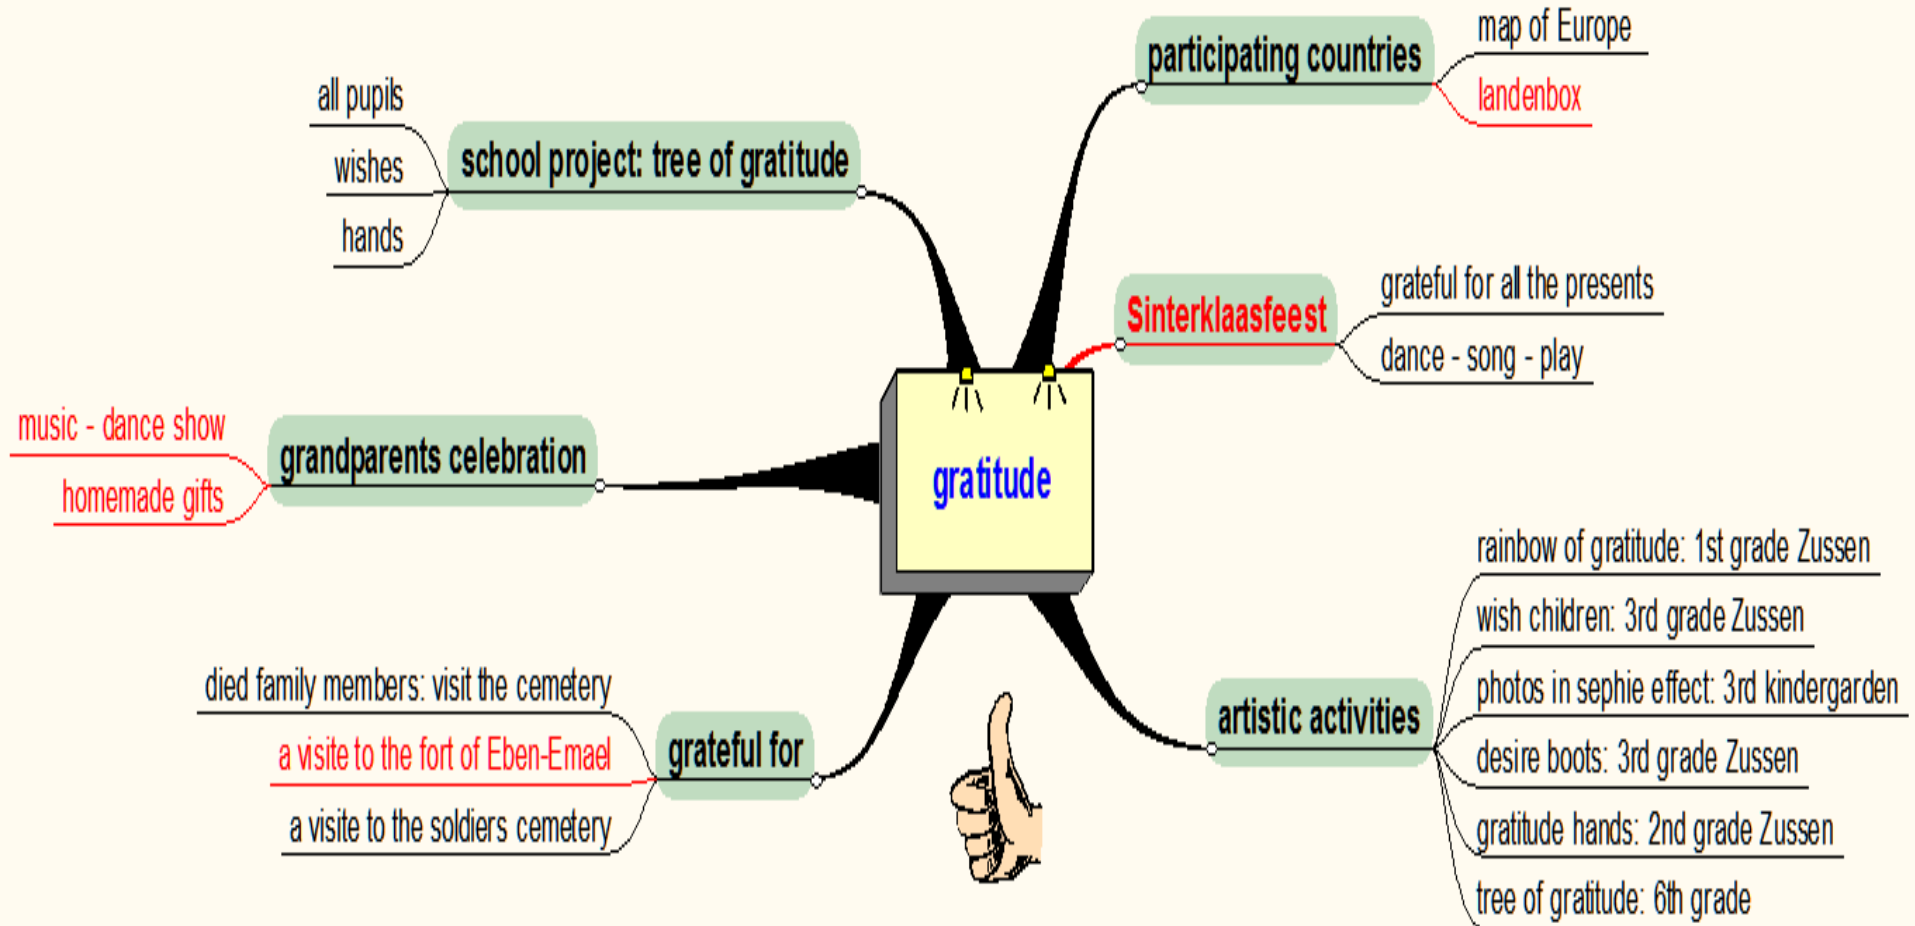 gratitude
participating countries
map of Europe
landenbox
Sinterklaasfeest
grateful for all the presents
dance - song - play
artistic activities
rainbow of gratitude: 1st grade Zussen
wish children: 3rd grade Zussen
photos in sephie effect: 3rd kindergarden
desire boots: 3rd grade Zussen
gratitude hands: 2nd grade Zussen
tree of gratitude: 6th grade
grateful for
died family members: visit the cemetery
a visite to the fort of Eben-Emael
a visite to the soldiers cemetery
grandparents celebration
music - dance show
homemade gifts
school project: tree of gratitude
all pupils
wishes
hands